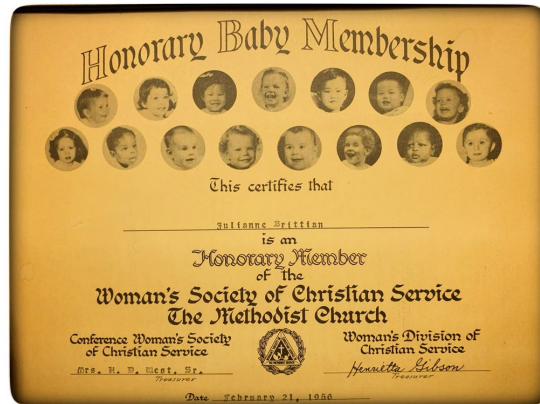 Honorary Baby Membership
This certifies that
Julianne Brittian
is an
Honorary Member
of the
Woman's Society of Christian Service
The Methodist Church
Conference Woman's Society
of Christian Service
Mrs. H. D. West, Sr.
Treasurer
Woman's Division of
Christian Service
Henrietta Gibson
Treasurer
Date February 21, 1956